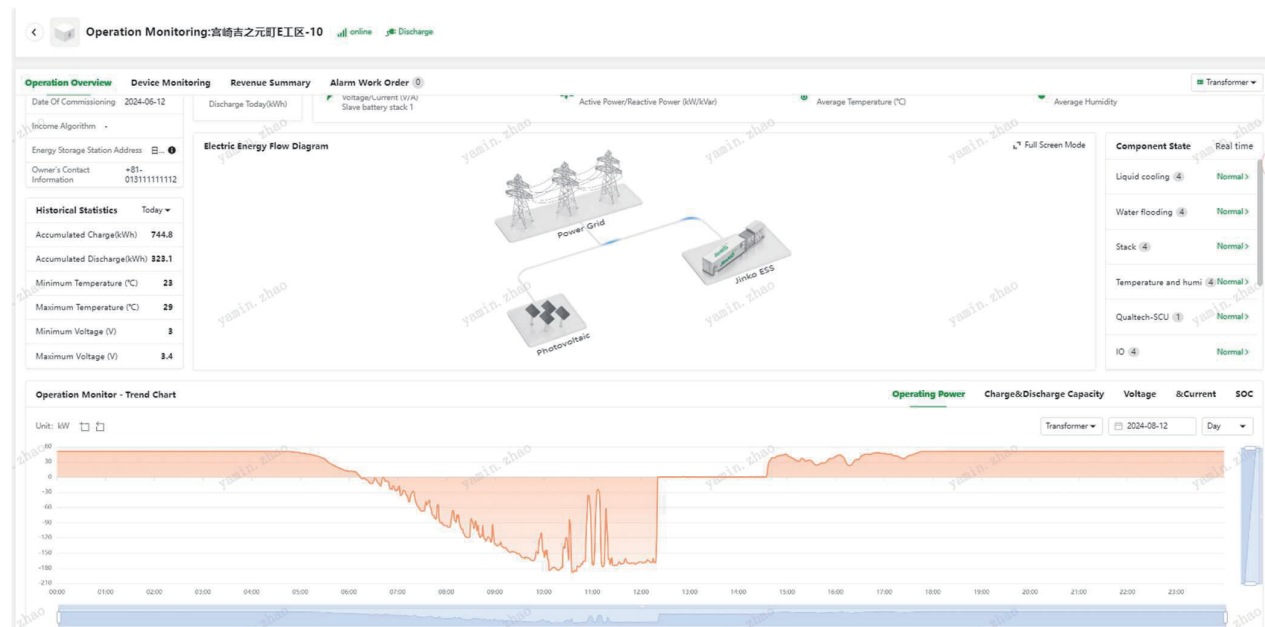 Operation Monitoring:宫崎吉之元町E工区-10 online Discharge
Operation Overview Device Monitoring Revenue Summary Alarm Work Order 0 Transformer
Date Of Commissioning 2024-06-12
Income Algorithm -
Energy Storage Station Address 日...
Owner's Contact Information +81-013111111112
Discharge Today(kWh)
Voltage/Current (V/A)
Slave battery stack 1
Active Power/Reactive Power (kW/kVar)
Average Temperature (℃)
Average Humidity
Historical Statistics Today
Accumulated Charge(kWh) 744.8
Accumulated Discharge(kWh) 323.1
Minimum Temperature (℃) 23
Maximum Temperature (℃) 29
Minimum Voltage (V) 3
Maximum Voltage (V) 3.4
Electric Energy Flow Diagram Full Screen Mode
Power Grid
Jinko ESS
Photovoltaic
Component State Real time
Liquid cooling 4 Normal
Water flooding 4 Normal
Stack 4 Normal
Temperature and humi 4 Normal
Qualtech-SCU 1 Normal
IO 4 Normal
Operation Monitor - Trend Chart
Operating Power Charge&Discharge Capacity Voltage &Current SOC
Unit: kW
Transformer 2024-08-12 Day
60
30
0
-30
-60
-90
-120
-150
-180
-210
00:00 01:00 02:00 03:00 04:00 05:00 06:00 07:00 08:00 09:00 10:00 11:00 12:00 13:00 14:00 15:00 16:00 17:00 18:00 19:00 20:00 21:00 22:00 23:00
yamin.zhao